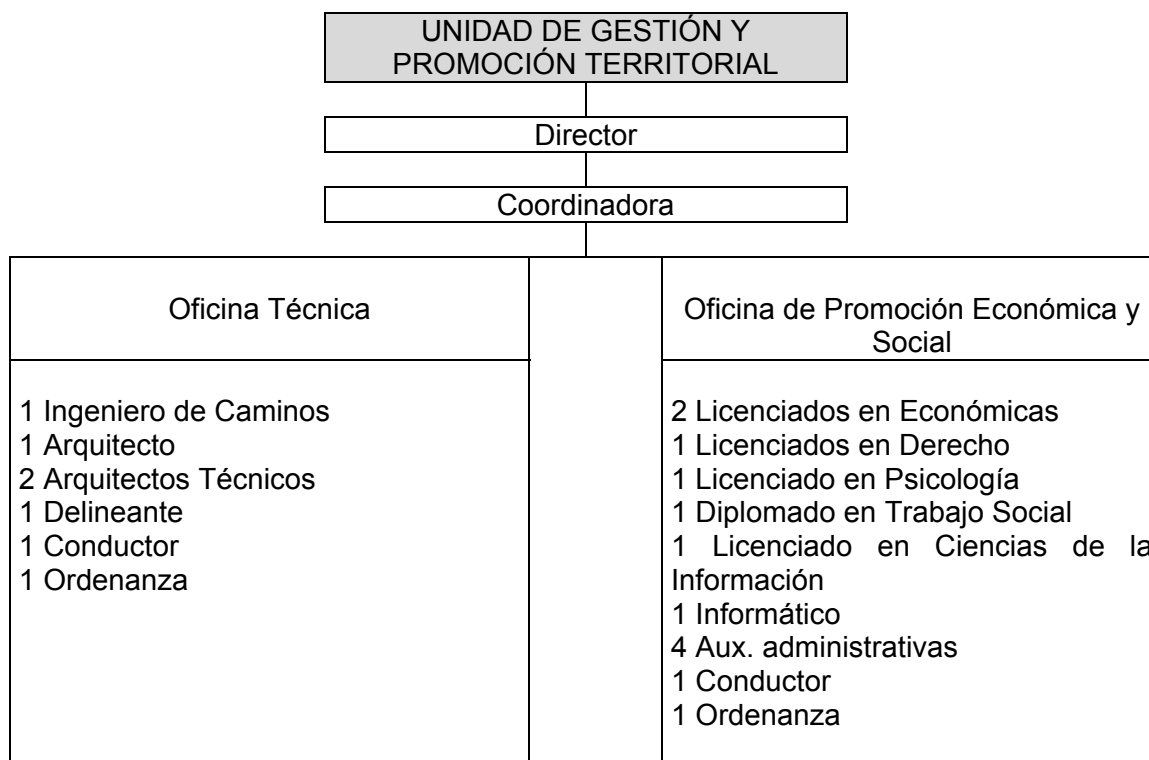 UNIDAD DE GESTIÓN Y
PROMOCIÓN TERRITORIAL
Director
Coordinadora
Oficina Técnica
1 Ingeniero de Caminos
1 Arquitecto
2 Arquitectos Técnicos
1 Delineante
1 Conductor
1 Ordenanza
Oficina de Promoción Económica y
Social
2 Licenciados en Económicas
1 Licenciados en Derecho
1 Licenciado en Psicología
1 Diplomado en Trabajo Social
1 Licenciado en Ciencias de la
Información
1 Informático
4 Aux. administrativas
1 Conductor
1 Ordenanza